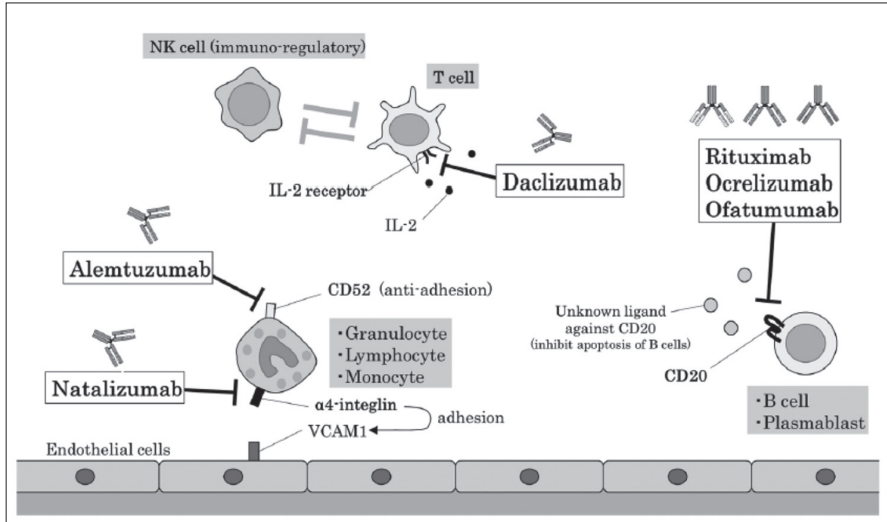 NK cell (immuno-regulatory)
T cell
IL-2 receptor
IL-2
Daclizumab
Rituximab
Ocrelizumab
Ofatumumab
Alemtuzumab
CD52 (anti-adhesion)
・Granulocyte
・Lymphocyte
・Monocyte
Natalizumab
α4-integlin
adhesion
VCAM1
Unknown ligand
against CD20
(inhibit apoptosis of B cells)
CD20
・B cell
・Plasmablast
Endothelial cells